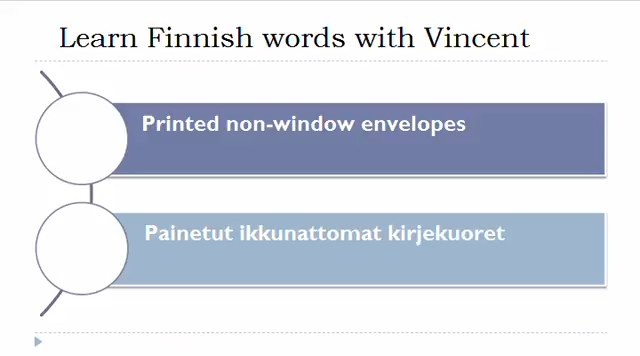 Learn Finnish words with Vincent
Printed non-window envelopes
Painetut ikkunattomat kirjekuoret